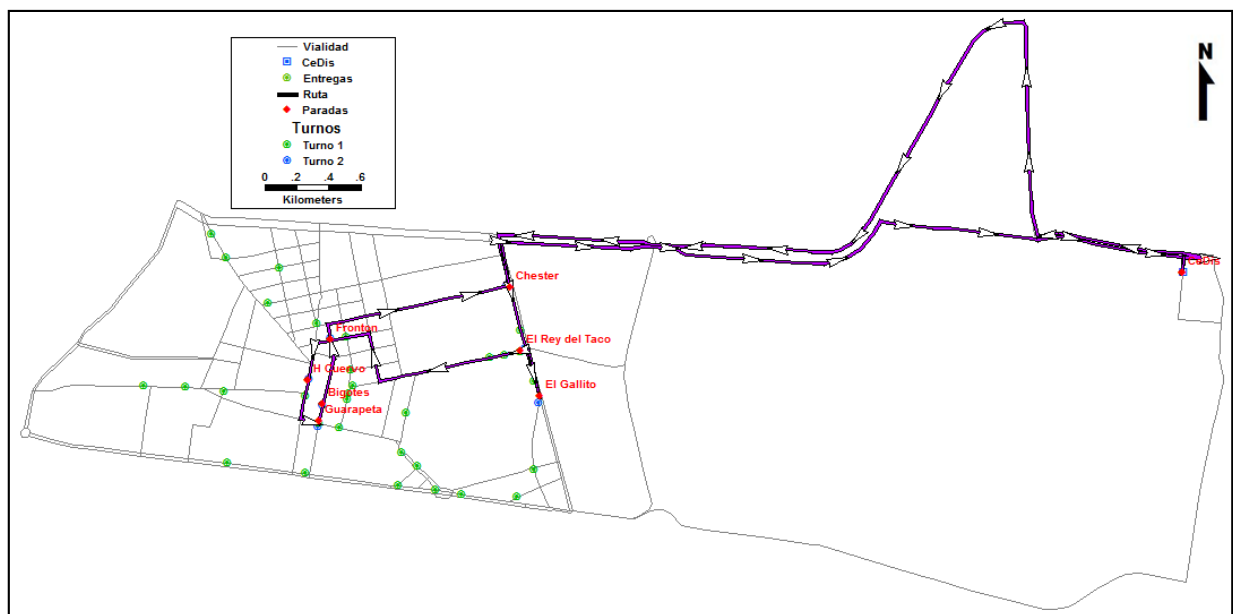 Vialidad
CeDis
Entregas
Ruta
Paradas
Turnos
Turno 1
Turno 2
0 .2 .4 .6
Kilometers
N
CeDis
Chester
Fronton
El Rey del Taco
H Cuervo
El Gallito
Bigotes
Guarapeta